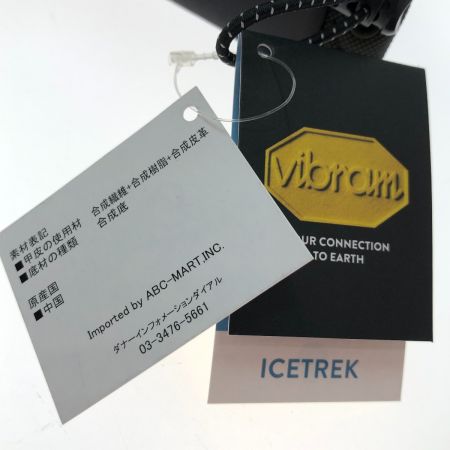 素材表記
■甲皮の使用材 合成繊維+合成樹脂+合成皮革
■底材の種類 合成底
原産国
■中国
Imported by ABC-MART,INC.
ダナーインフォメーションダイアル
03-3476-5661
vibram
UR CONNECTION
TO EARTH
ICETREK